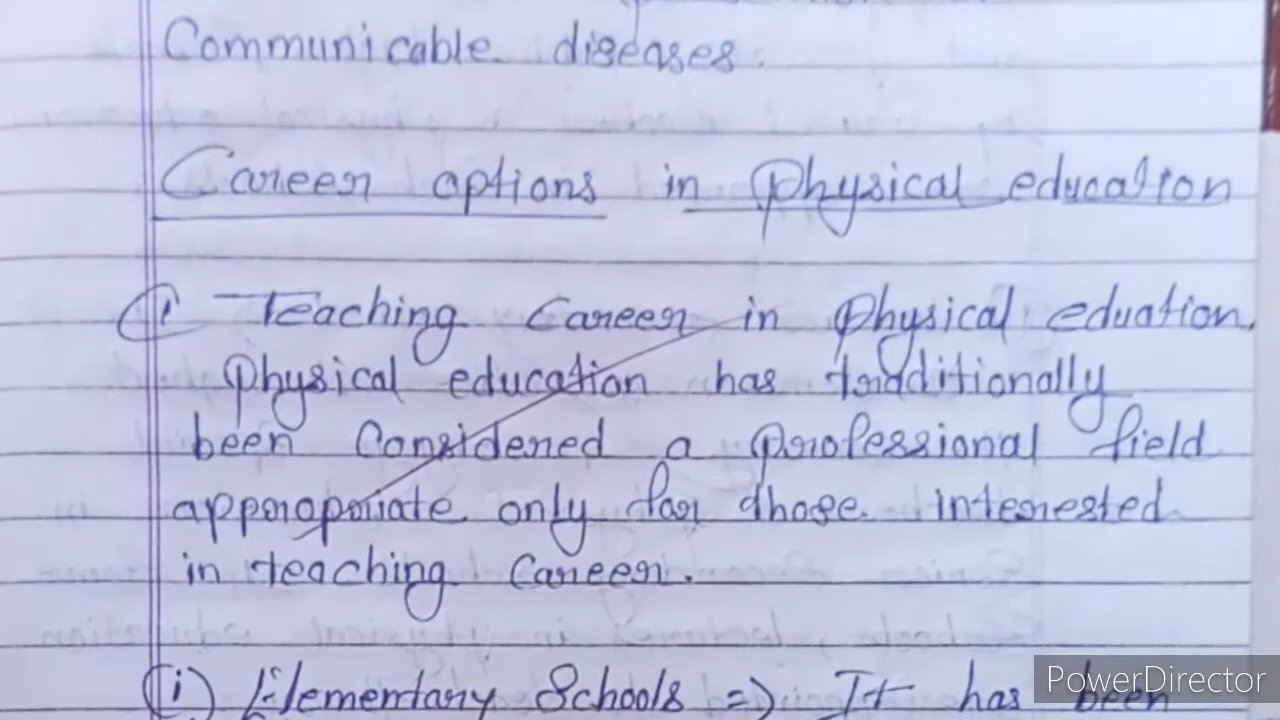 Communicable diseases.
Career options in Physical education
1 Teaching Career in Physical eduation.
Physical education has traditionally
been Considered a professional field
appropriate only for those interested
in teaching Career.
(i) Elementary Schools => It has been
PowerDirector